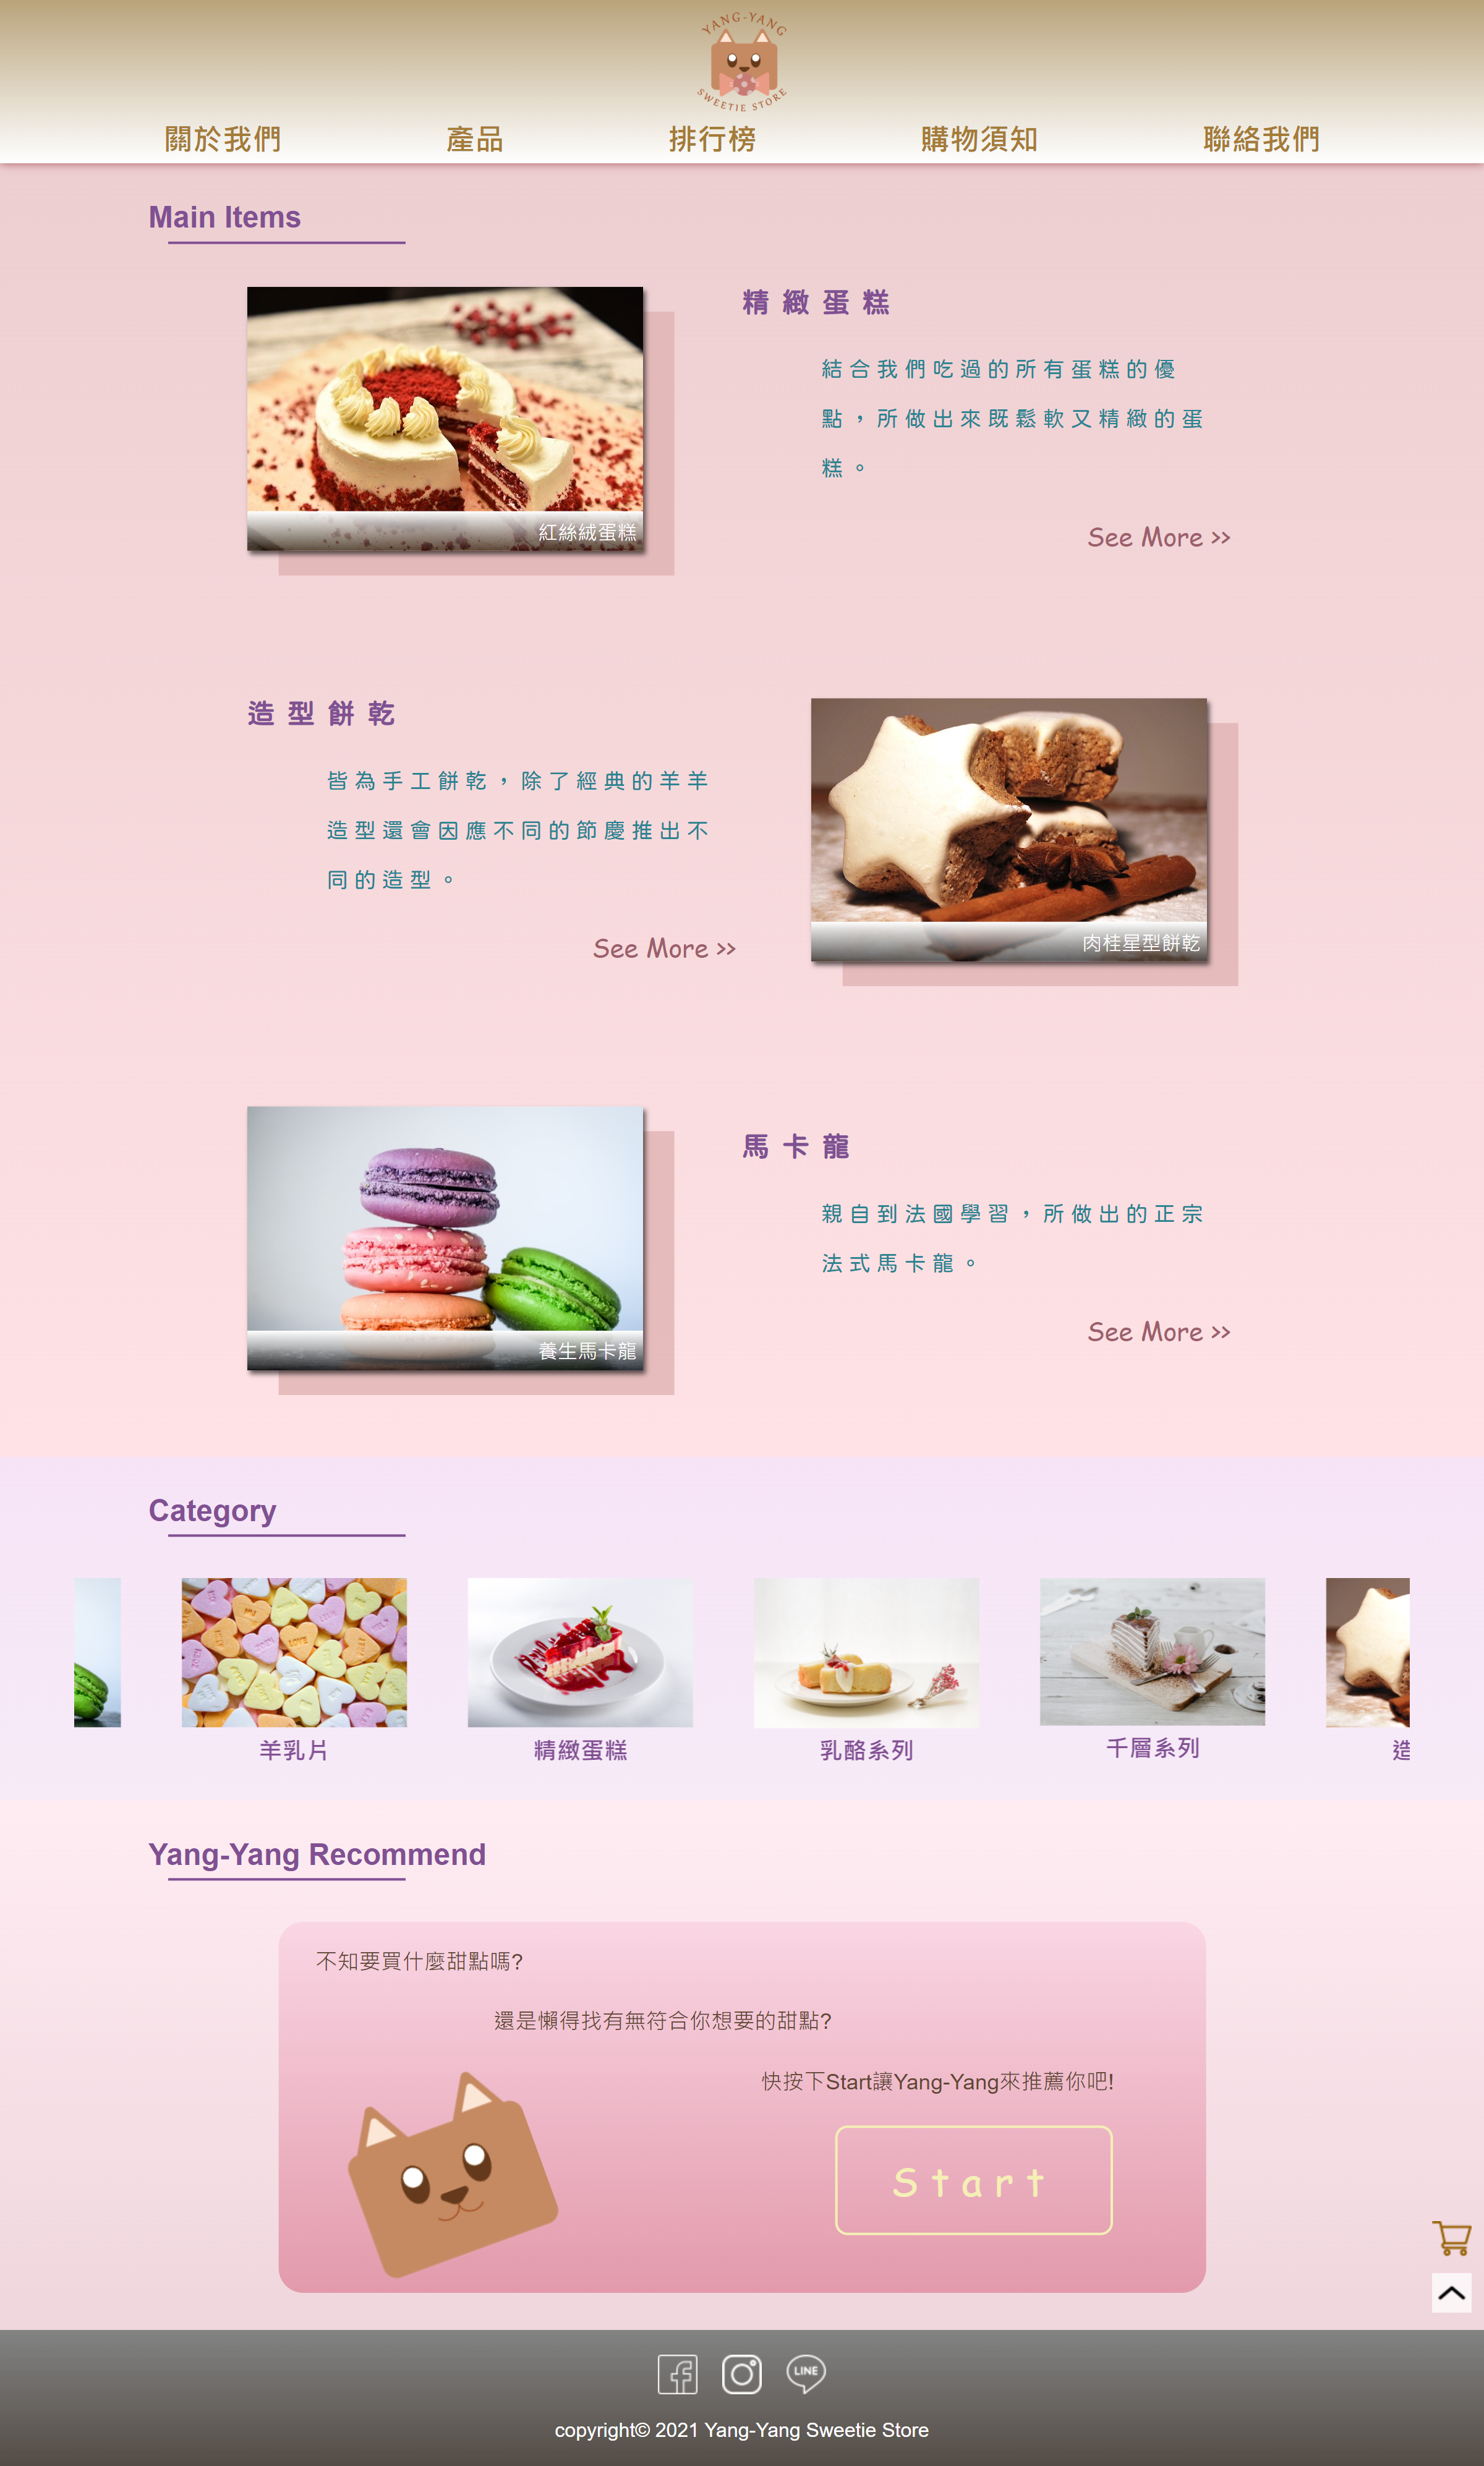 YANG-YANG
SWEETIE STORE
關於我們
產品
排行榜
購物須知
聯絡我們
Main Items
紅絲絨蛋糕
精緻蛋糕
結合我們吃過的所有蛋糕的優
點，所做出來既鬆軟又精緻的蛋
糕。
See More >>
造型餅乾
皆為手工餅乾，除了經典的羊羊
造型還會因應不同的節慶推出不
同的造型。
See More >>
肉桂星型餅乾
養生馬卡龍
馬卡龍
親自到法國學習，所做出的正宗
法式馬卡龍。
See More >>
Category
羊乳片
精緻蛋糕
乳酪系列
千層系列
造
Yang-Yang Recommend
不知要買什麼甜點嗎?
還是懶得找有無符合你想要的甜點?
快按下Start讓Yang-Yang來推薦你吧!
Start
LINE
copyright© 2021 Yang-Yang Sweetie Store